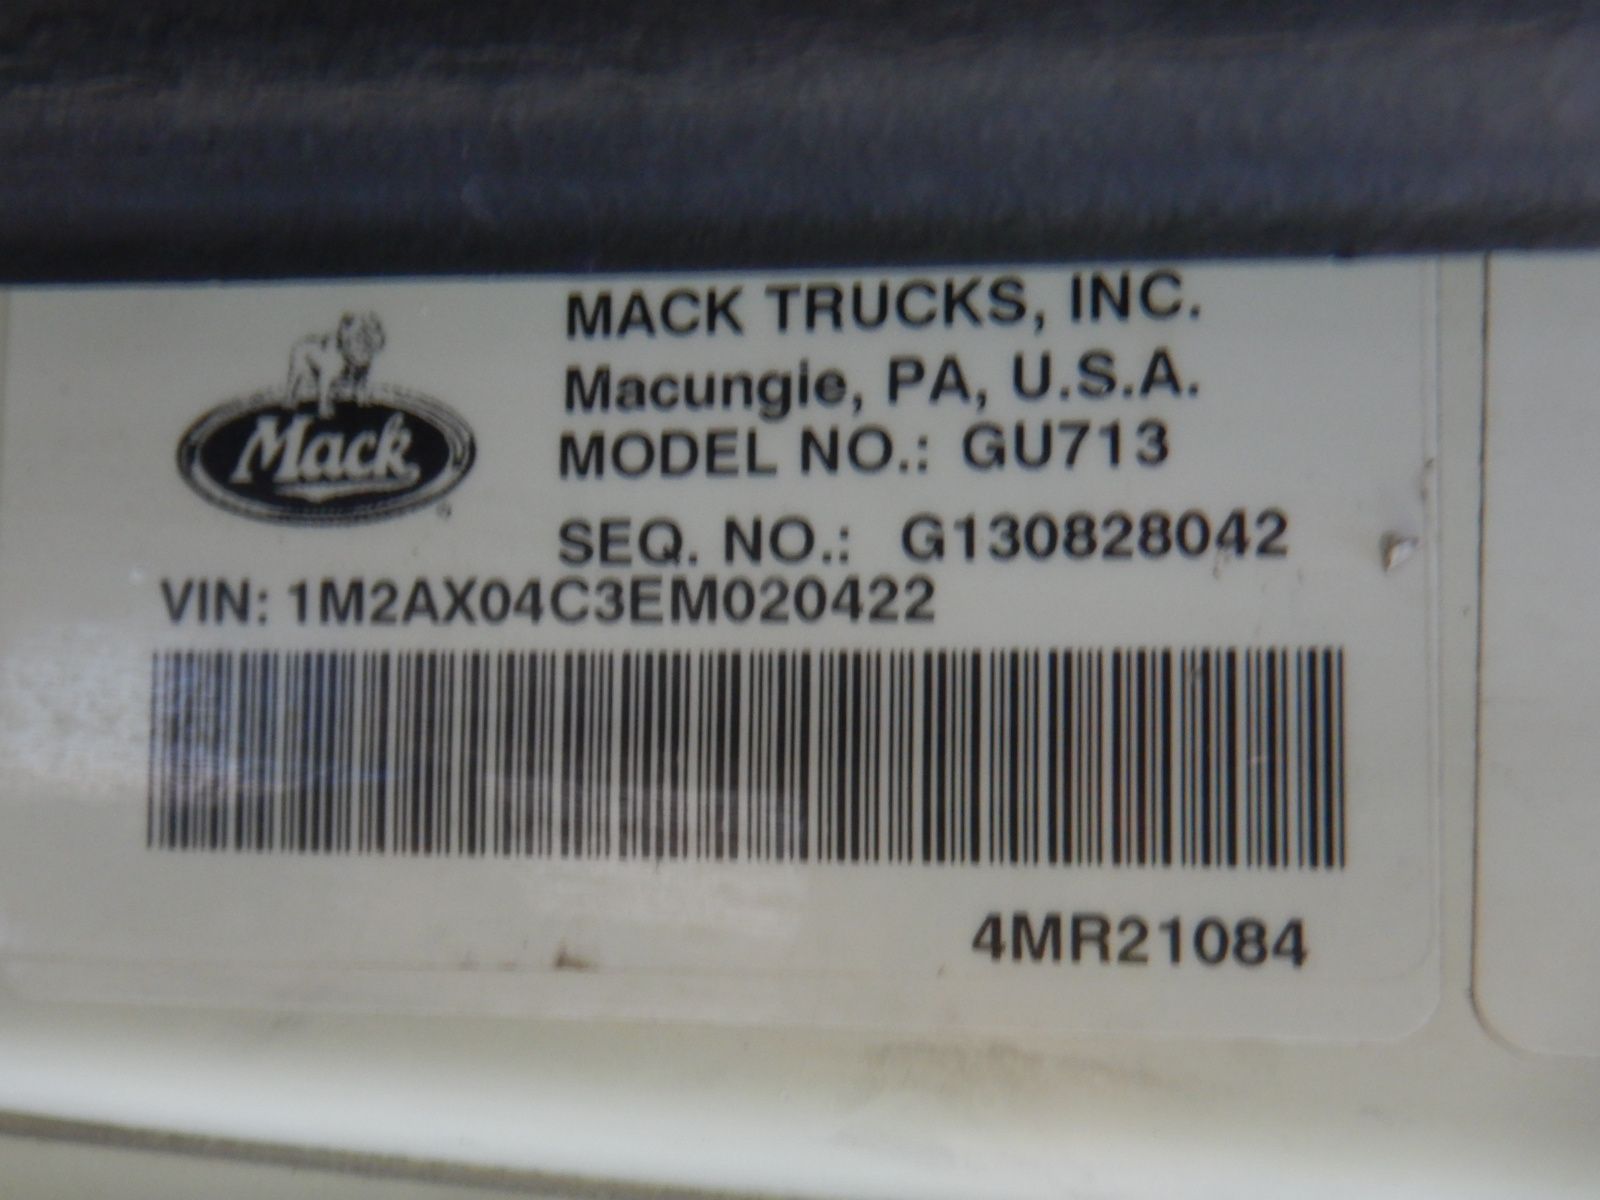 MACK TRUCKS, INC.
Macungie, PA, U.S.A.
Mack
MODEL NO.: GU713
SEQ. NO.: G130828042
VIN: 1M2AX04C3EM020422
4MR21084